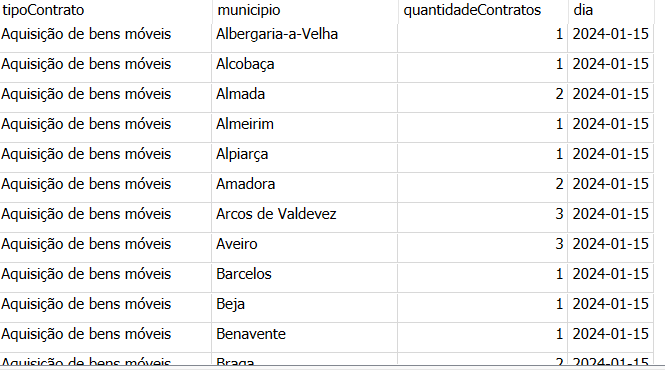 tipoContrato municipio quantidadeContratos dia
Aquisição de bens móveis Albergaria-a-Velha 1 2024-01-15
Aquisição de bens móveis Alcobaça 1 2024-01-15
Aquisição de bens móveis Almada 2 2024-01-15
Aquisição de bens móveis Almeirim 1 2024-01-15
Aquisição de bens móveis Alpiarça 1 2024-01-15
Aquisição de bens móveis Amadora 2 2024-01-15
Aquisição de bens móveis Arcos de Valdevez 3 2024-01-15
Aquisição de bens móveis Aveiro 3 2024-01-15
Aquisição de bens móveis Barcelos 1 2024-01-15
Aquisição de bens móveis Beja 1 2024-01-15
Aquisição de bens móveis Benavente 1 2024-01-15
Aquisição de bens móveis Braga 2 2024-01-15